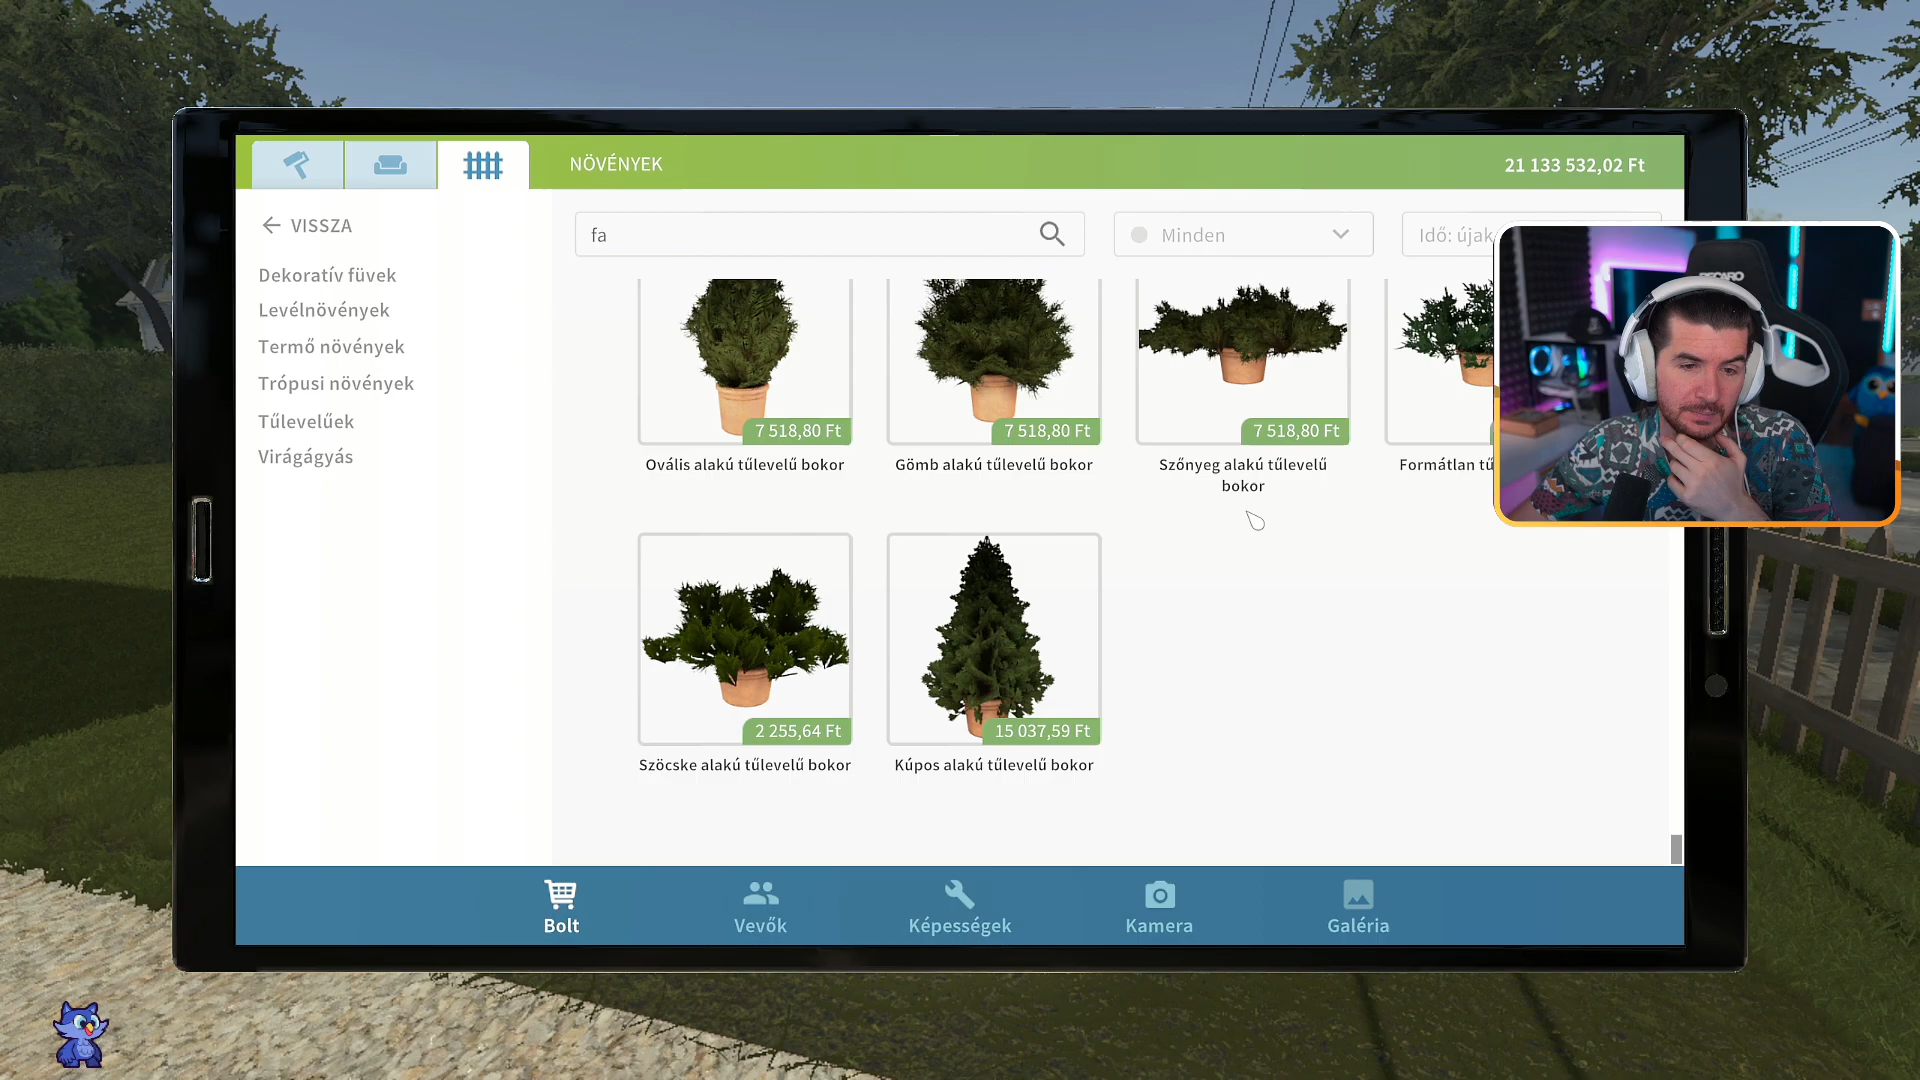 NÖVÉNYEK
21 133 532,02 Ft
VISSZA
fa
Minden
Idő: újak
Dekoratív füvek
Levélnövények
Termő növények
Trópusi növények
Tűlevelűek
Virágágyás
7 518,80 Ft
7 518,80 Ft
7 518,80 Ft
Ovális alakú tűlevelű bokor
Gömb alakú tűlevelű bokor
Szőnyeg alakú tűlevelű
bokor
Formátlan tű
2 255,64 Ft
15 037,59 Ft
Szöcske alakú tűlevelű bokor
Kúpos alakú tűlevelű bokor
Bolt
Vevők
Képességek
Kamera
Galéria
RECARO